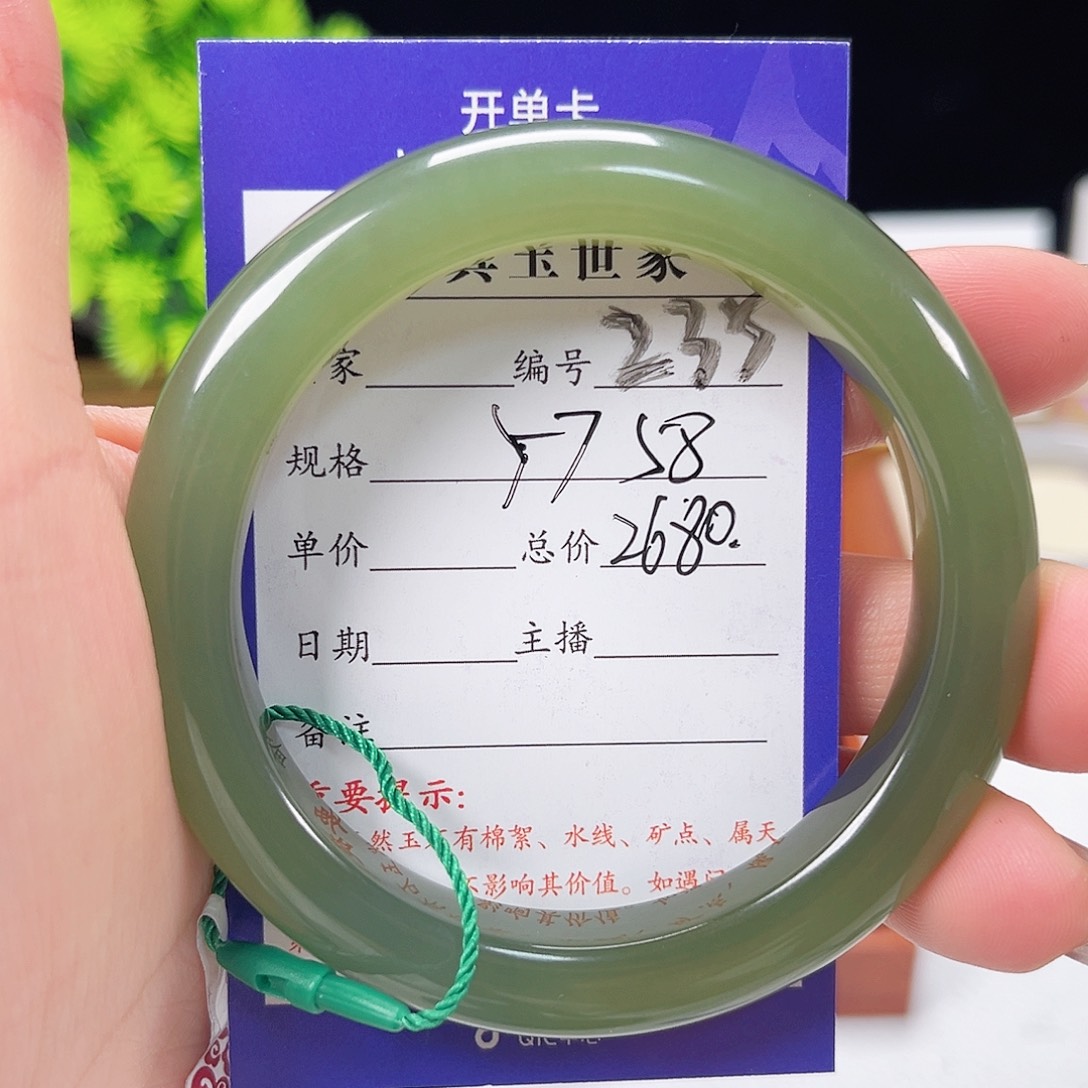 开单卡
玉世家
家 编号 235
规格 57 58
单价 总价 2680.
日期 主播
备注
重要提示:
然玉 有棉絮、水线、矿点、属天
不影响其价值。如遇